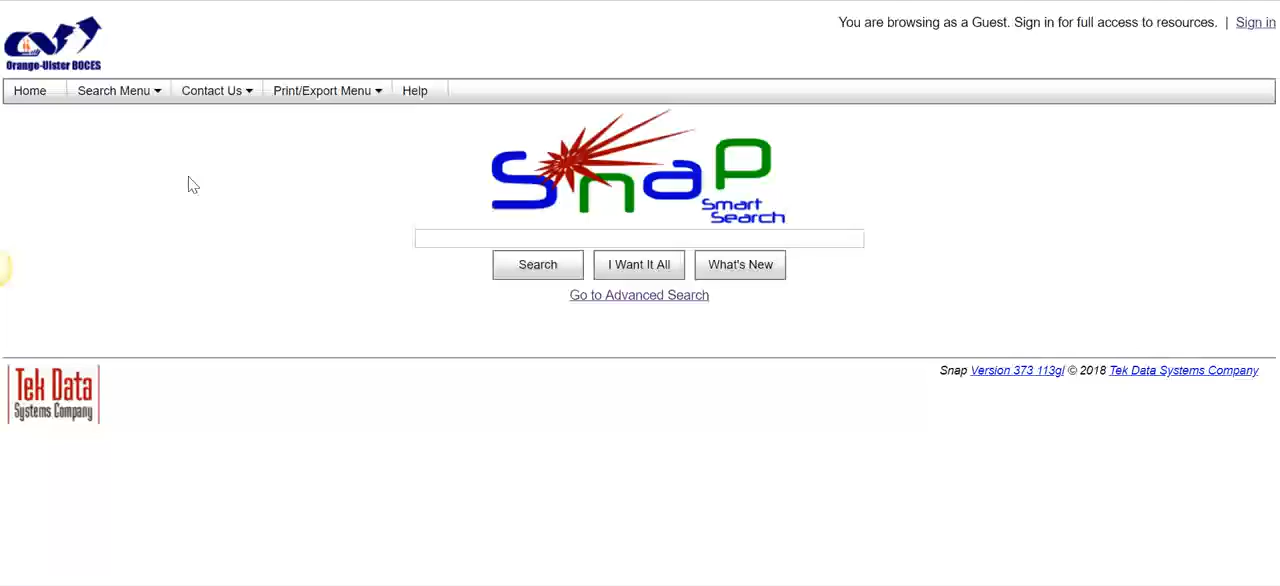 You are browsing as a Guest. Sign in for full access to resources. | Sign in
Orange-Ulster BOCES
Home Search Menu Contact Us Print/Export Menu Help
Snap
Smart
Search
Search I Want It All What's New
Go to Advanced Search
Tek Data
Systems Company
Snap Version 373 113gl © 2018 Tek Data Systems Company